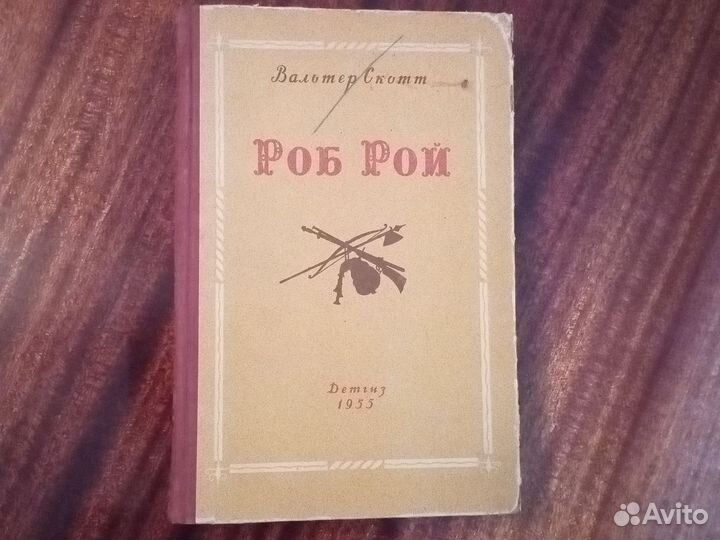 Вальтер Скотт
Роб Рой
Детгиз
1955
Avito